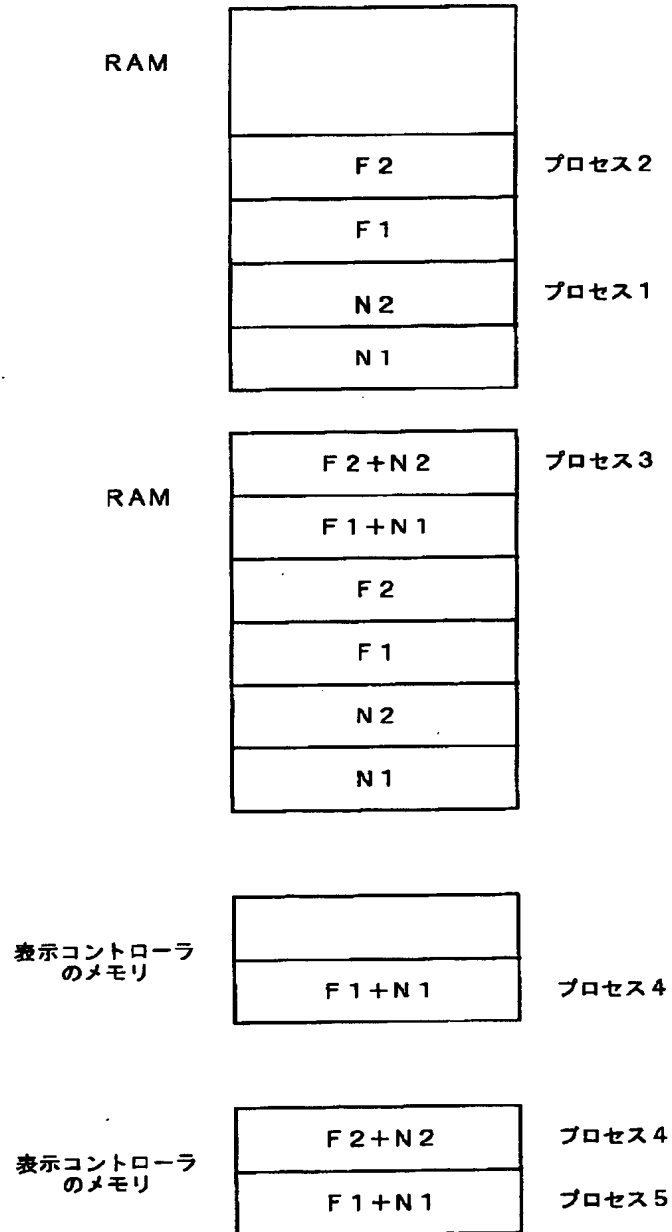 RAM
F2 プロセス2
F1
N2 プロセス1
N1
F2+N2 プロセス3
RAM
F1+N1
F2
F1
N2
N1
表示コントローラ
のメモリ
F1+N1 プロセス4
F2+N2 プロセス4
表示コントローラ
のメモリ
F1+N1 プロセス5